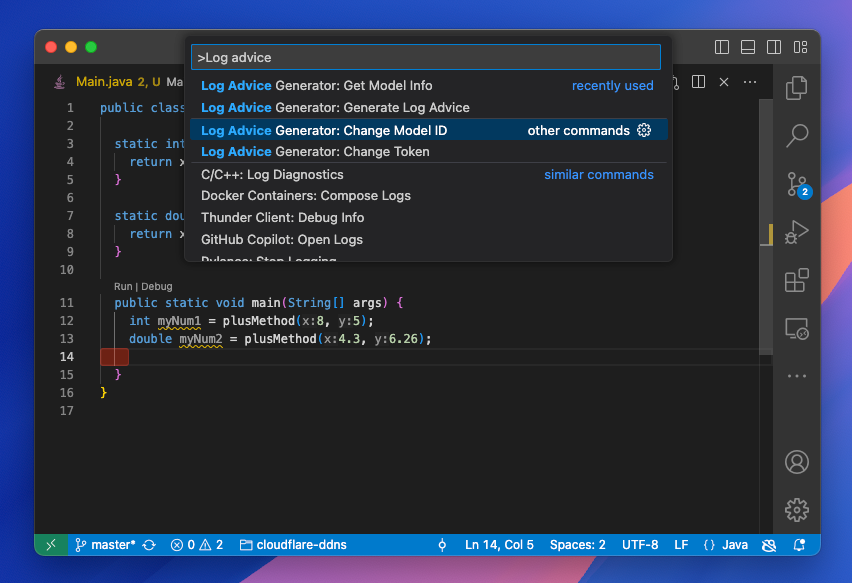 >Log advice
Main.java 2, U Ma
Log Advice Generator: Get Model Info recently used
Log Advice Generator: Generate Log Advice
Log Advice Generator: Change Model ID other commands
Log Advice Generator: Change Token
C/C++: Log Diagnostics similar commands
Docker Containers: Compose Logs
Thunder Client: Debug Info
GitHub Copilot: Open Logs
Pylance: Stop Logging
1 public class
2
3 static int
4 return x
5 }
6
7 static dou
8 return x
9 }
10
Run | Debug
11 public static void main(String[] args) {
12 int myNum1 = plusMethod(x:8, y:5);
13 double myNum2 = plusMethod(x:4.3, y:6.26);
14
15 }
16 }
17
2
master* 0 2 cloudflare-ddns Ln 14, Col 5 Spaces: 2 UTF-8 LF {} Java